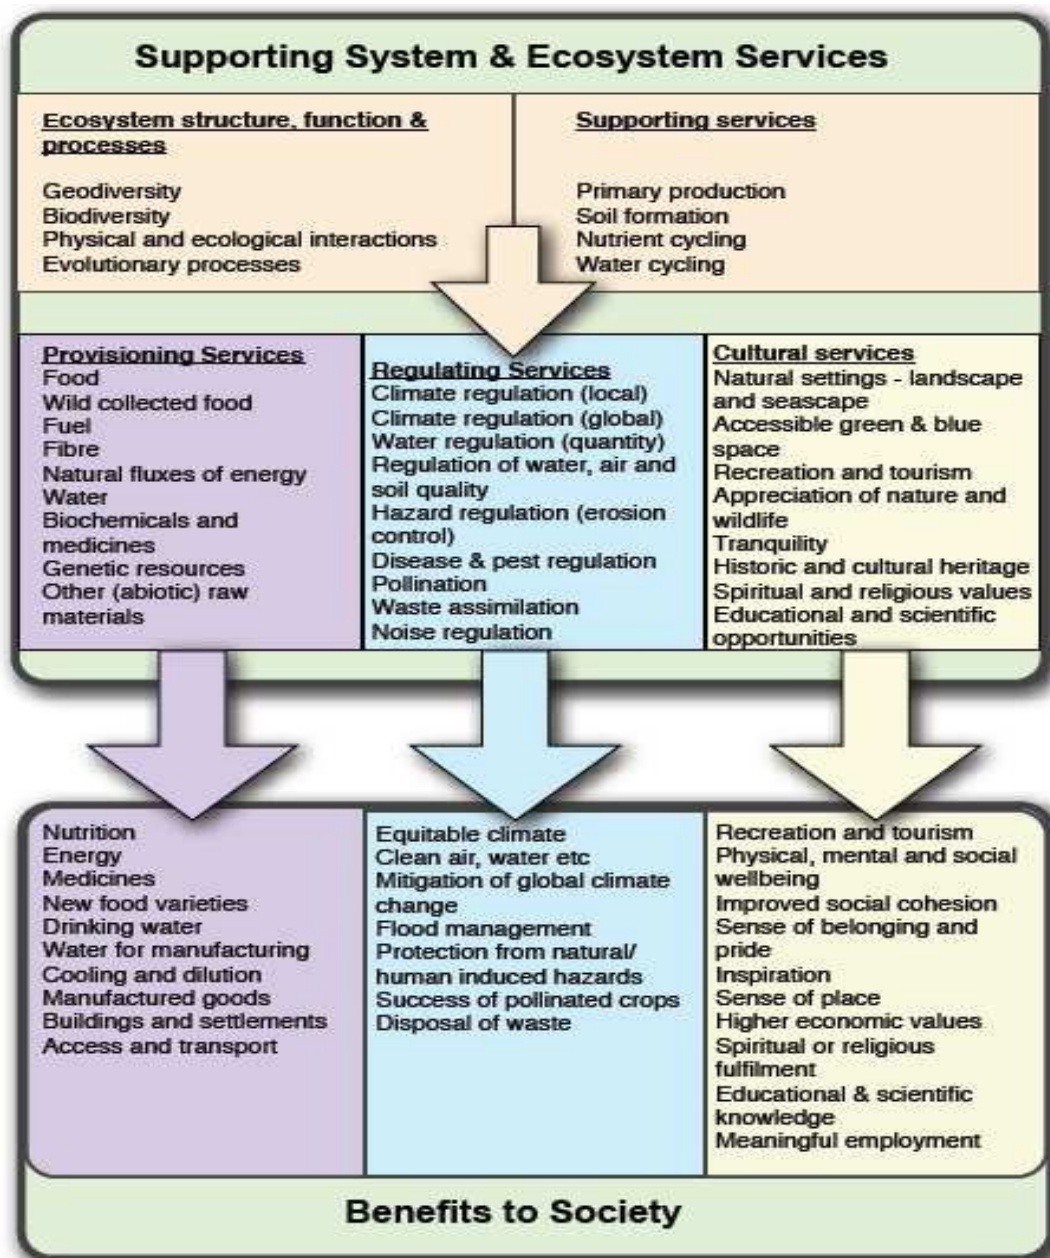 Supporting System & Ecosystem Services
Ecosystem structure, function &
processes
Geodiversity
Biodiversity
Physical and ecological interactions
Evolutionary processes
Supporting services
Primary production
Soil formation
Nutrient cycling
Water cycling
Provisioning Services
Food
Wild collected food
Fuel
Fibre
Natural fluxes of energy
Water
Biochemicals and
medicines
Genetic resources
Other (abiotic) raw
materials
Regulating Services
Climate regulation (local)
Climate regulation (global)
Water regulation (quantity)
Regulation of water, air and
soil quality
Hazard regulation (erosion
control)
Disease & pest regulation
Pollination
Waste assimilation
Noise regulation
Cultural services
Natural settings - landscape
and seascape
Accessible green & blue
space
Recreation and tourism
Appreciation of nature and
wildlife
Tranquility
Historic and cultural heritage
Spiritual and religious values
Educational and scientific
opportunities
Nutrition
Energy
Medicines
New food varieties
Drinking water
Water for manufacturing
Cooling and dilution
Manufactured goods
Buildings and settlements
Access and transport
Equitable climate
Clean air, water etc
Mitigation of global climate
change
Flood management
Protection from natural/
human induced hazards
Success of pollinated crops
Disposal of waste
Recreation and tourism
Physical, mental and social
wellbeing
Improved social cohesion
Sense of belonging and
pride
Inspiration
Sense of place
Higher economic values
Spiritual or religious
fulfilment
Educational & scientific
knowledge
Meaningful employment
Benefits to Society